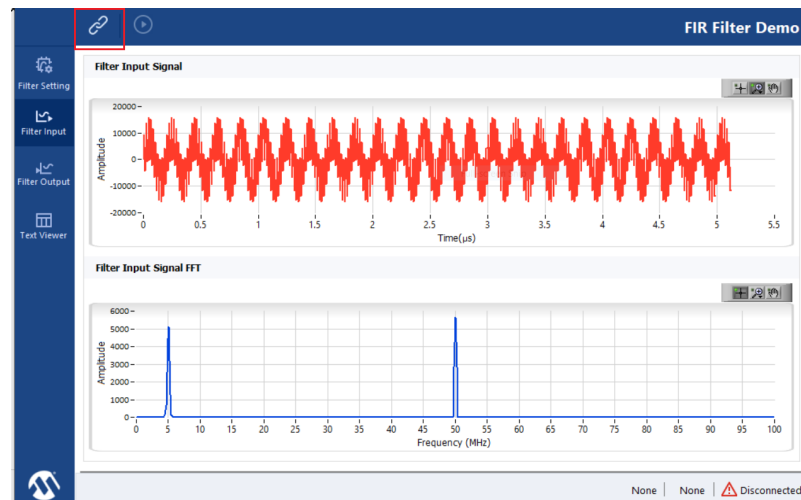 FIR Filter Demo
Filter Setting
Filter Input
Filter Output
Text Viewer
Filter Input Signal
20000
10000
0
-10000
-20000
Amplitude
0 0.5 1 1.5 2 2.5 3 3.5 4 4.5 5 5.5
Time(µs)
Filter Input Signal FFT
6000
5000
4000
3000
2000
1000
0
Amplitude
0 5 10 15 20 25 30 35 40 45 50 55 60 65 70 75 80 85 90 95 100
Frequency (MHz)
None None Disconnected